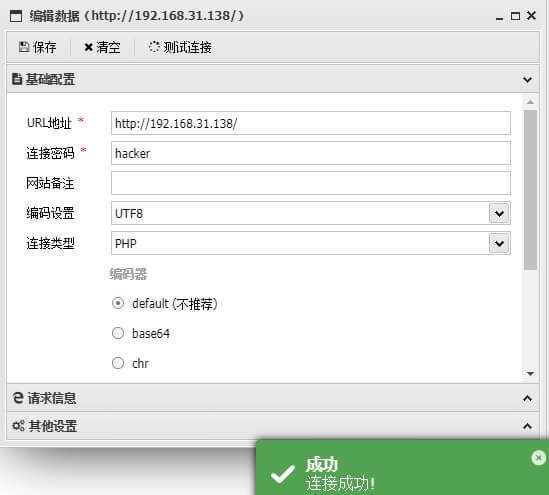 编辑数据 (http://192.168.31.138/)
保存 清空 测试连接
基础配置
URL地址 * http://192.168.31.138/
连接密码 * hacker
网站备注
编码设置 UTF8
连接类型 PHP
编码器
default (不推荐)
base64
chr
请求信息
其他设置
成功
连接成功!